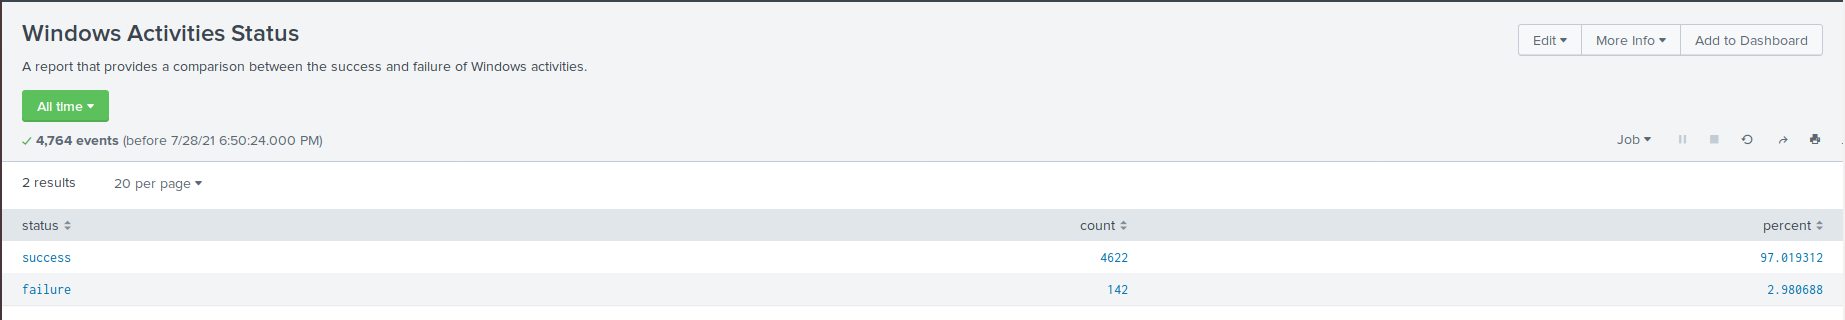 Windows Activities Status
Edit More Info Add to Dashboard
A report that provides a comparison between the success and failure of Windows activities.
All time
4,764 events (before 7/28/21 6:50:24.000 PM)
Job
2 results 20 per page
status count percent
success 4622 97.019312
failure 142 2.980688